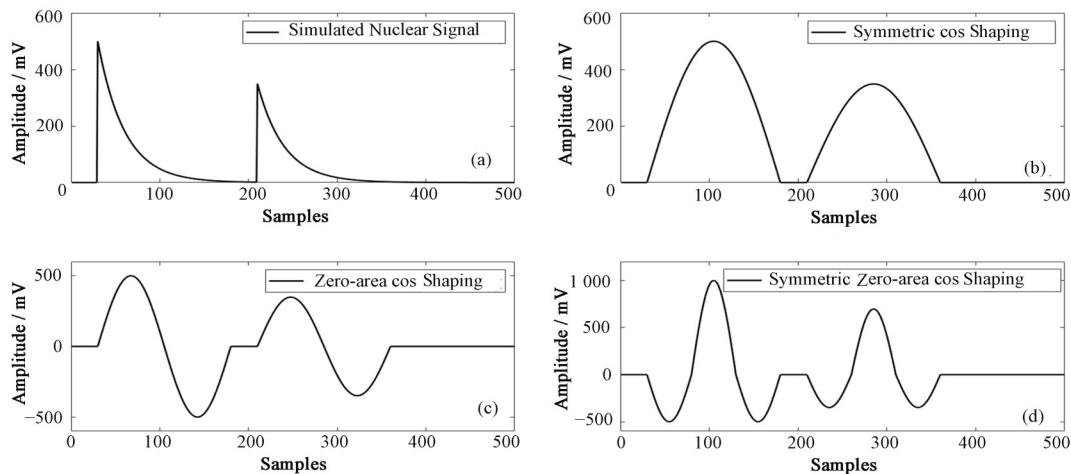 600
400
200
0
Amplitude / mV
Simulated Nuclear Signal
(a)
0 100 200 300 400 500
Samples
600
400
200
0
Amplitude / mV
Symmetric cos Shaping
(b)
0 100 200 300 400 500
Samples
500
0
−500
Amplitude / mV
Zero-area cos Shaping
(c)
0 100 200 300 400 500
Samples
1 000
500
0
−500
Amplitude / mV
Symmetric Zero-area cos Shaping
(d)
0 100 200 300 400 500
Samples